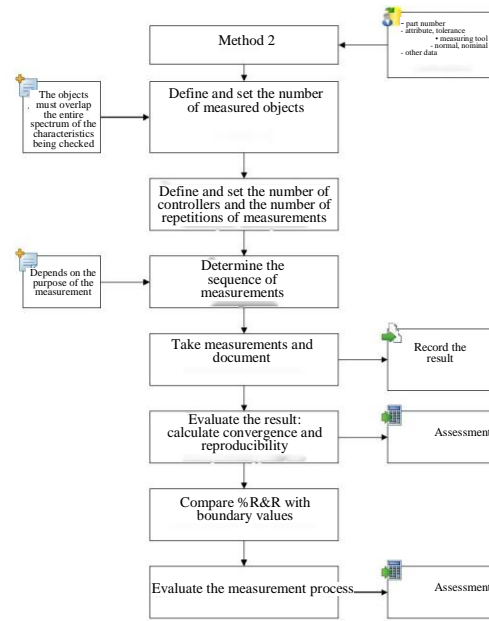 Method 2
- part number
- attribute, tolerance
• measuring tool
- normal, nominal
- other data
The objects
must overlap
the entire
spectrum of the
characteristics
being checked
Define and set the number
of measured objects
Define and set the number of
controllers and the number of
repetitions of measurements
Depends on the
purpose of the
measurement
Determine the
sequence of
measurements
Take measurements and
document
Record the
result
Evaluate the result:
calculate convergence and
reproducibility
Assessment
Compare %R&R with
boundary values
Evaluate the measurement process
Assessment